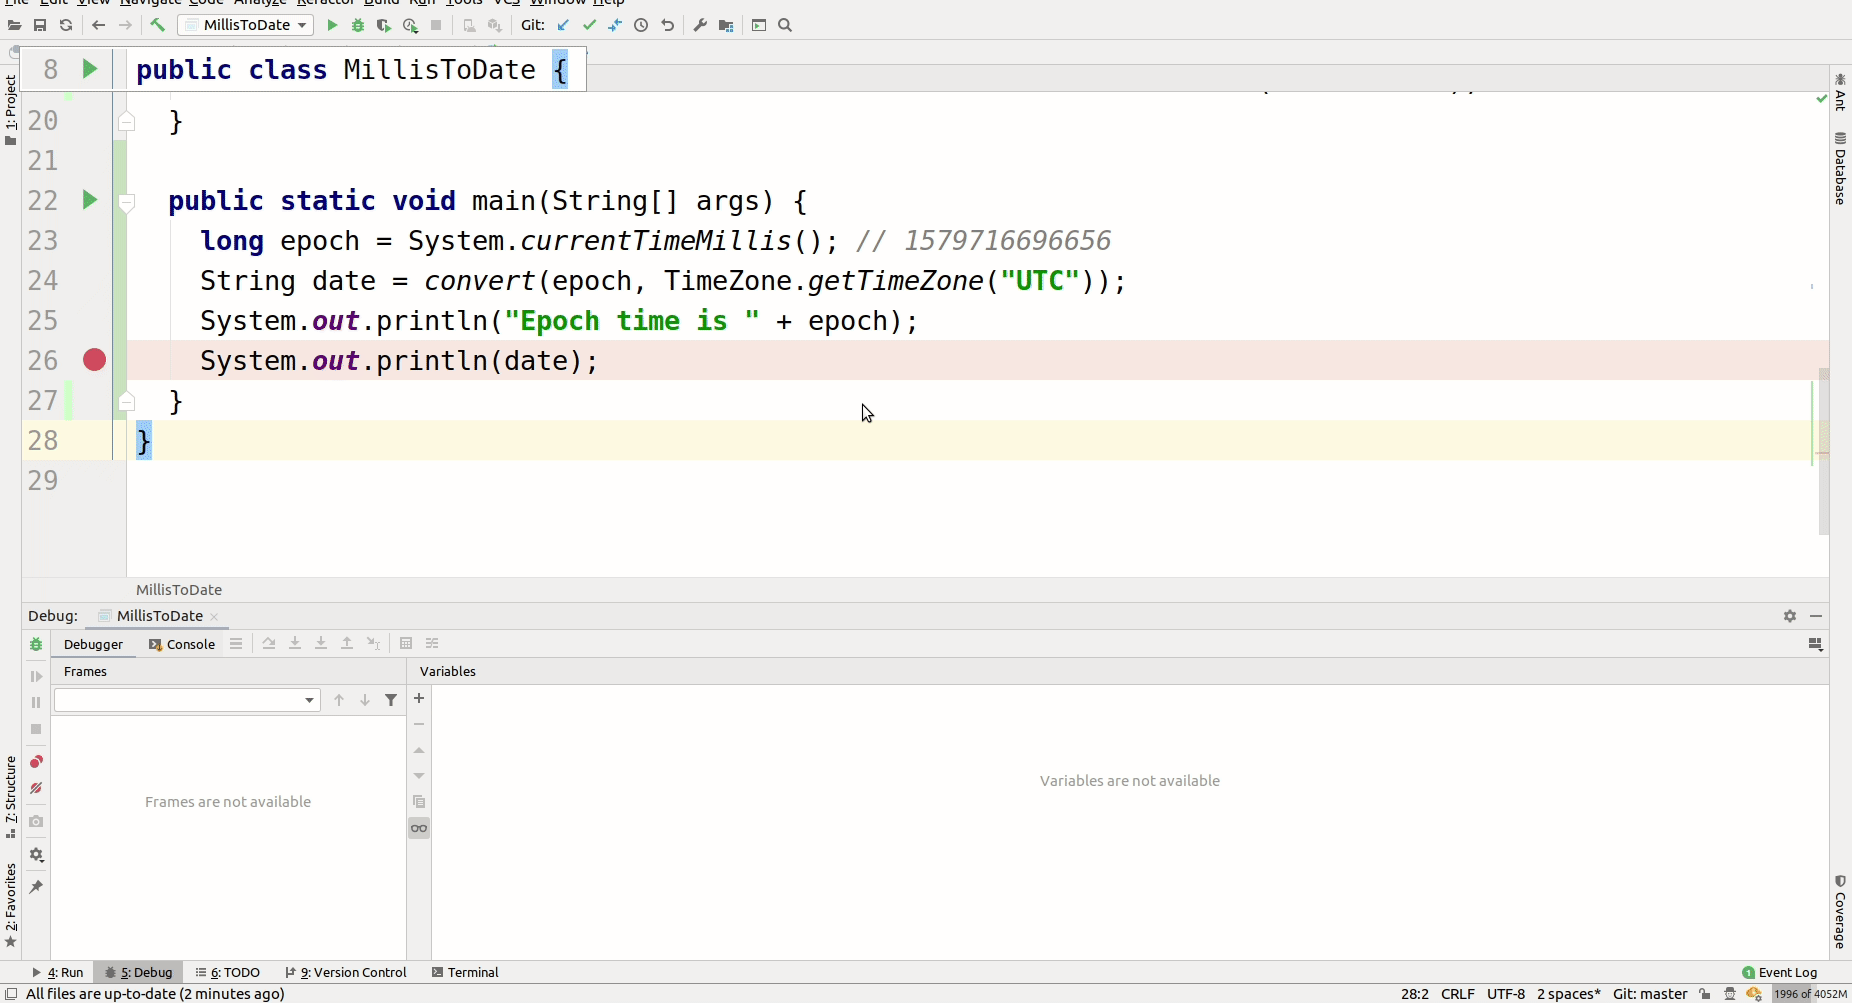 File Edit View Navigate Code Analyze Refactor Build Run Tools VCS Window Help
MillisToDate Git:
8 public class MillisToDate {
20 }
21
22 public static void main(String[] args) {
23 long epoch = System.currentTimeMillis(); // 1579716696656
24 String date = convert(epoch, TimeZone.getTimeZone("UTC"));
25 System.out.println("Epoch time is " + epoch);
26 System.out.println(date);
27 }
28 }
29
MillisToDate
1: Project
7: Structure
2: Favorites
Ant
Database
Coverage
Debug: MillisToDate
Debugger Console
Frames Variables
Frames are not available
Variables are not available
4: Run 5: Debug 6: TODO 9: Version Control Terminal 1 Event Log
All files are up-to-date (2 minutes ago) 28:2 CRLF UTF-8 2 spaces* Git: master 1996 of 4052M